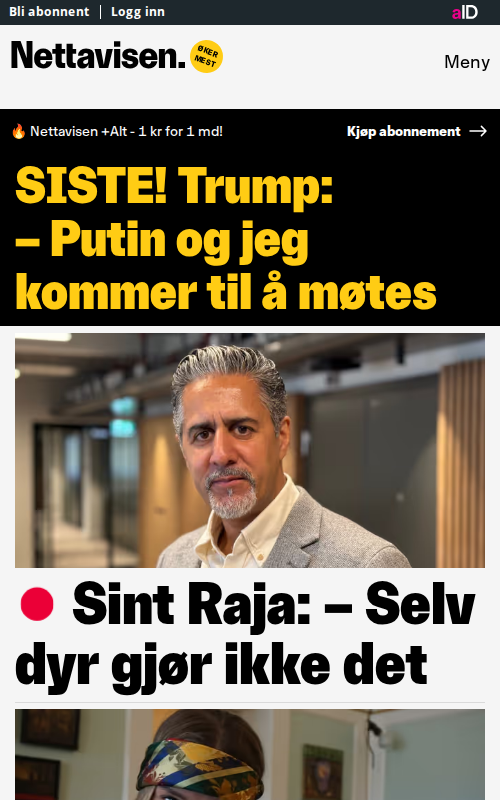 Bli abonnent | Logg inn
aID
Nettavisen.
ØKER
MEST
Meny
🔥 Nettavisen +Alt - 1 kr for 1 md!
Kjøp abonnement →
SISTE! Trump:
– Putin og jeg
kommer til å møtes
Sint Raja: – Selv
dyr gjør ikke det